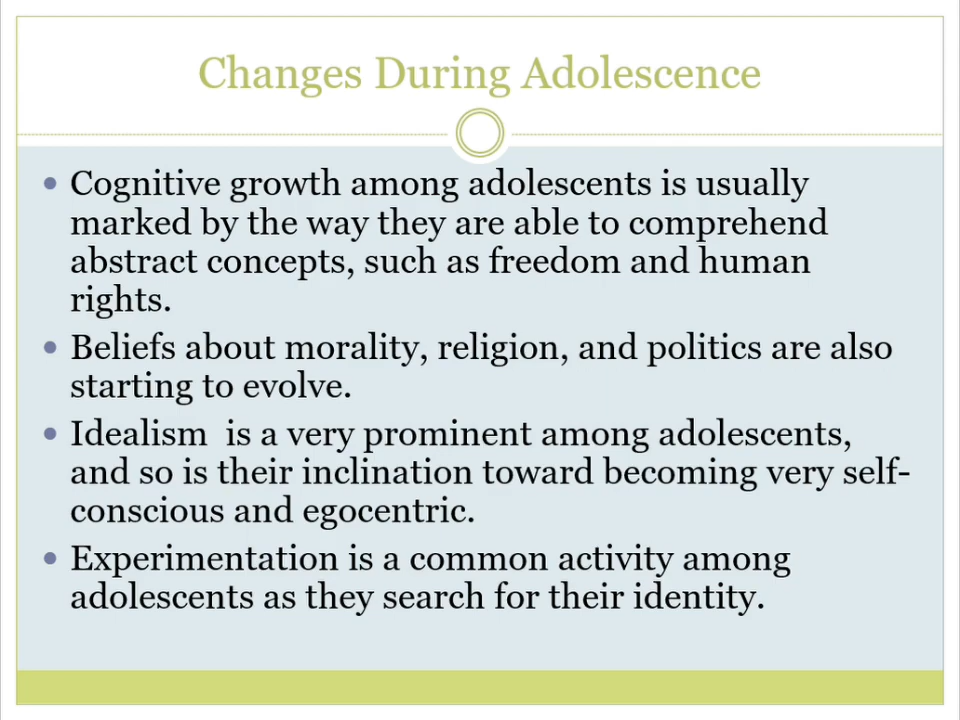 Changes During Adolescence
• Cognitive growth among adolescents is usually
marked by the way they are able to comprehend
abstract concepts, such as freedom and human
rights.
• Beliefs about morality, religion, and politics are also
starting to evolve.
• Idealism  is a very prominent among adolescents,
and so is their inclination toward becoming very self-
conscious and egocentric.
• Experimentation is a common activity among
adolescents as they search for their identity.